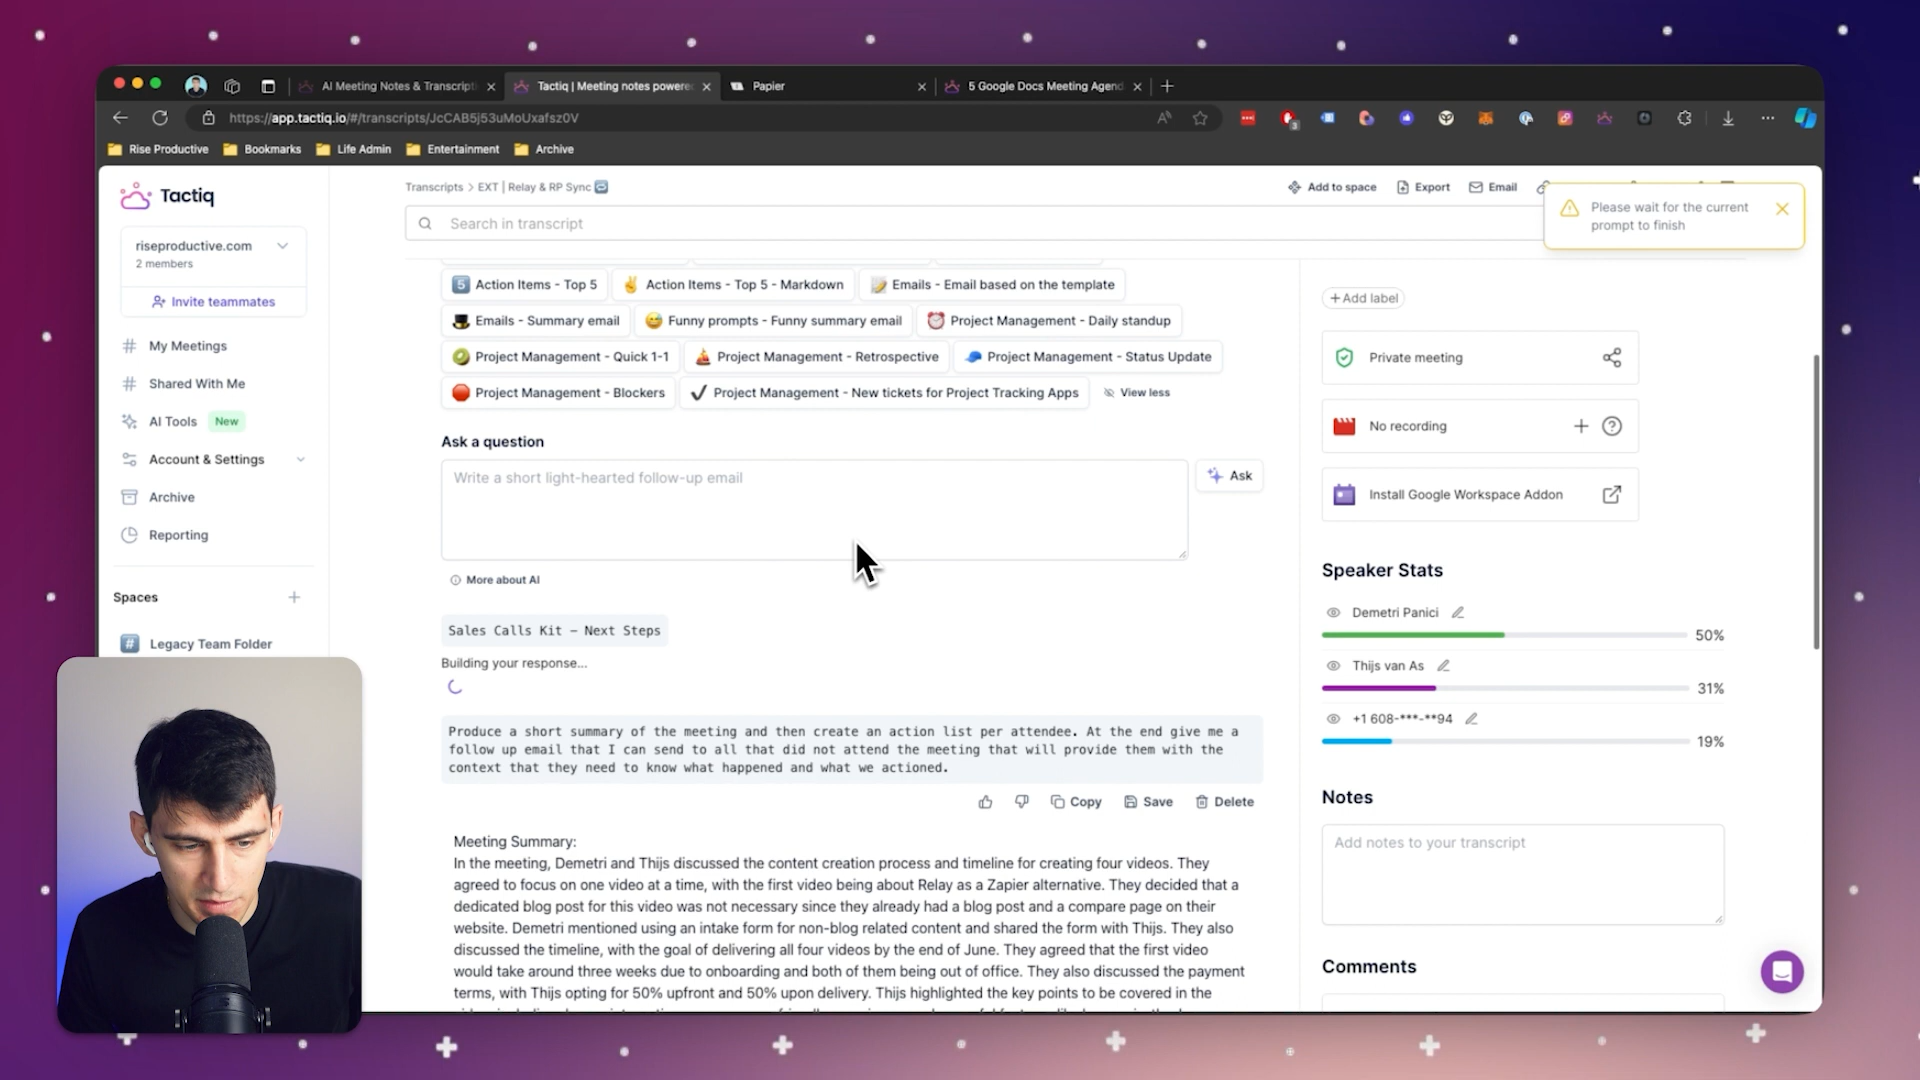 AI Meeting Notes & Transcripti
Tactiq | Meeting notes powere
Papier
5 Google Docs Meeting Agend
https://app.tactiq.io/#/transcripts/JcCAB5j53uMoUxafsz0V
Rise Productive
Bookmarks
Life Admin
Entertainment
Archive
Tactiq
riseproductive.com
2 members
Invite teammates
# My Meetings
# Shared With Me
AI Tools New
Account & Settings
Archive
Reporting
Spaces
# Legacy Team Folder
Transcripts > EXT | Relay & RP Sync
Add to space
Export
Email
Search in transcript
Please wait for the current
prompt to finish
5 Action Items - Top 5
Action Items - Top 5 - Markdown
Emails - Email based on the template
Emails - Summary email
Funny prompts - Funny summary email
Project Management - Daily standup
Project Management - Quick 1-1
Project Management - Retrospective
Project Management - Status Update
Project Management - Blockers
Project Management - New tickets for Project Tracking Apps
View less
Ask a question
Write a short light-hearted follow-up email
Ask
More about AI
Sales Calls Kit – Next Steps
Building your response...
Produce a short summary of the meeting and then create an action list per attendee. At the end give me a
follow up email that I can send to all that did not attend the meeting that will provide them with the
context that they need to know what happened and what we actioned.
Copy
Save
Delete
Meeting Summary:
In the meeting, Demetri and Thijs discussed the content creation process and timeline for creating four videos. They
agreed to focus on one video at a time, with the first video being about Relay as a Zapier alternative. They decided that a
dedicated blog post for this video was not necessary since they already had a blog post and a compare page on their
website. Demetri mentioned using an intake form for non-blog related content and shared the form with Thijs. They also
discussed the timeline, with the goal of delivering all four videos by the end of June. They agreed that the first video
would take around three weeks due to onboarding and both of them being out of office. They also discussed the payment
terms, with Thijs opting for 50% upfront and 50% upon delivery. Thijs highlighted the key points to be covered in the
+ Add label
Private meeting
No recording
Install Google Workspace Addon
Speaker Stats
Demetri Panici
50%
Thijs van As
31%
+1 608-***-**94
19%
Notes
Add notes to your transcript
Comments